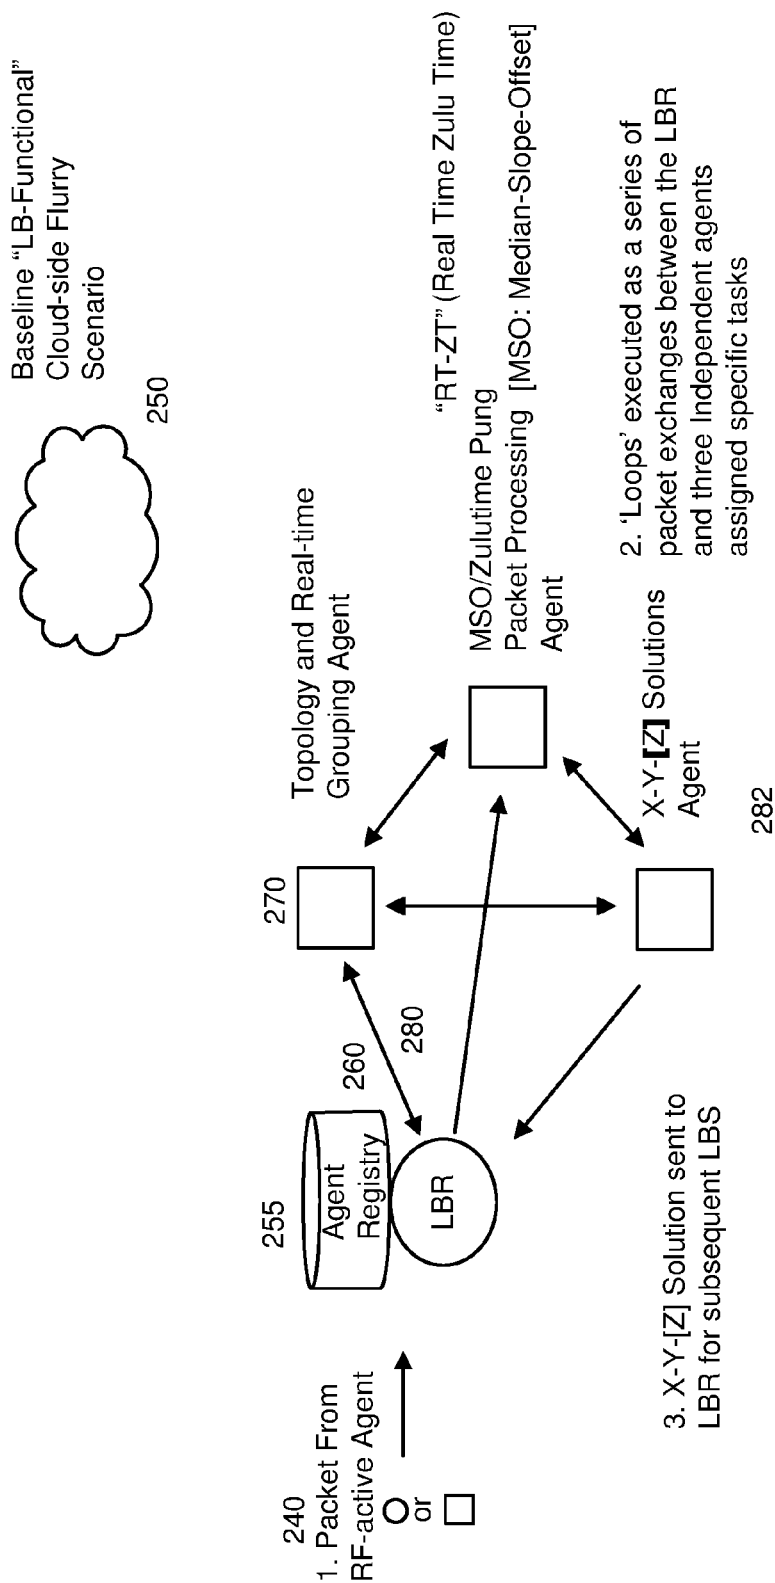 Baseline “LB-Functional”
Cloud-side Flurry
Scenario
250
“RT-ZT” (Real Time Zulu Time)
MSO/Zulutime Pung
Packet Processing [MSO: Median-Slope-Offset]
Agent
Topology and Real-time
Grouping Agent
270
2. ‘Loops’ executed as a series of
packet exchanges between the LBR
and three Independent agents
assigned specific tasks
X-Y-[Z] Solutions
Agent
282
260
280
255
Agent
Registry
LBR
240
1. Packet From
RF-active Agent
or
3. X-Y-[Z] Solution sent to
LBR for subsequent LBS